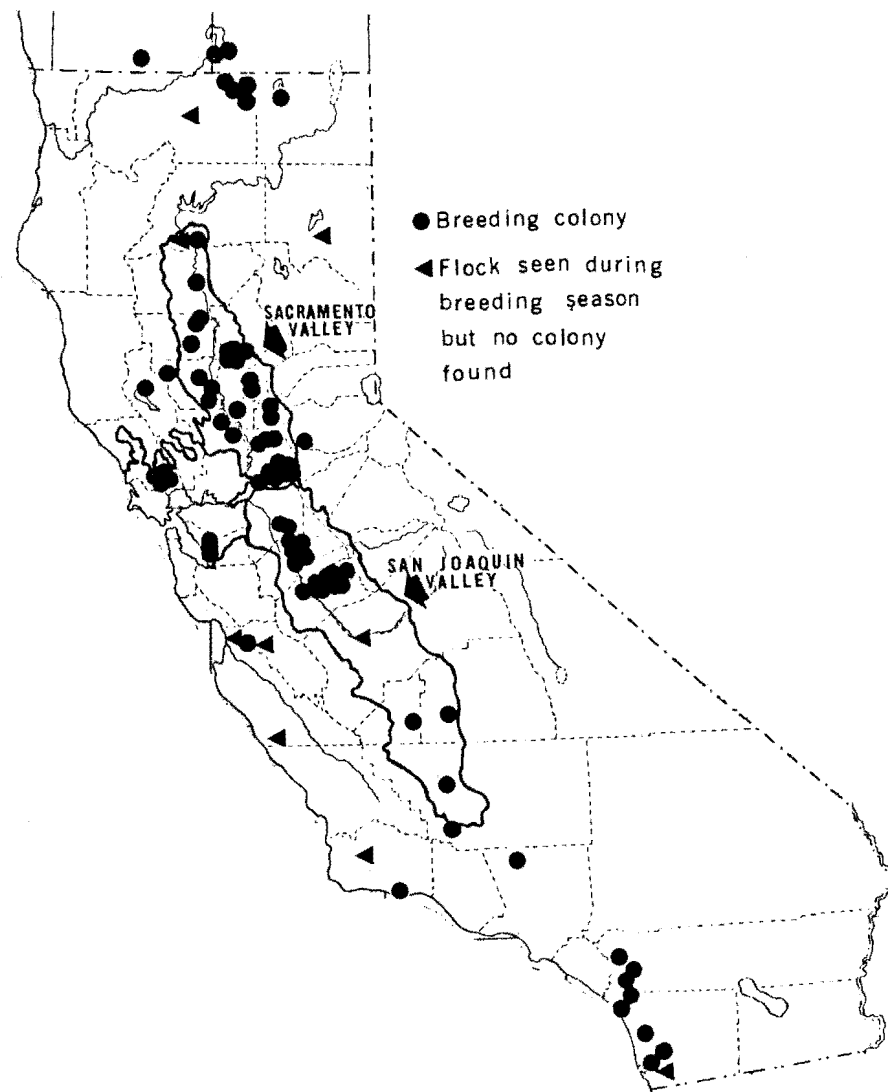 Breeding colony
Flock seen during
breeding season
but no colony
found
SACRAMENTO
VALLEY
SAN JOAQUIN
VALLEY